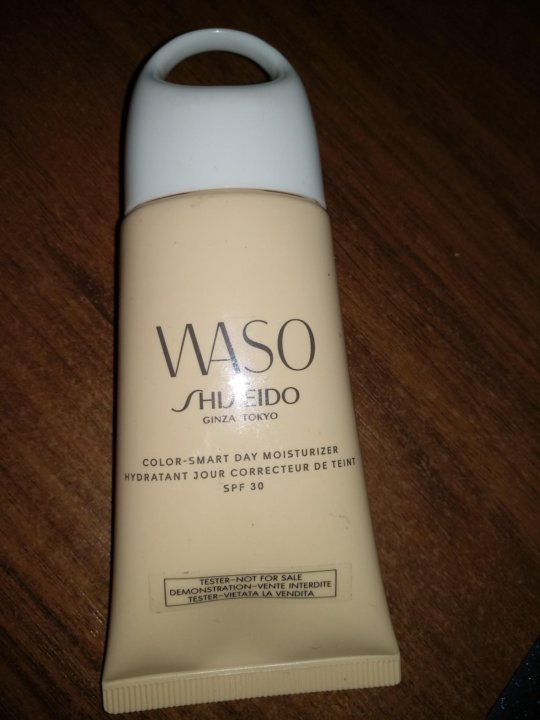 WASO
SHISEIDO
GINZA TOKYO
COLOR-SMART DAY MOISTURIZER
HYDRATANT JOUR CORRECTEUR DE TEINT
SPF 30
TESTER-NOT FOR SALE
DEMONSTRATION-VENTE INTERDITE
TESTER-VIETATA LA VENDITA